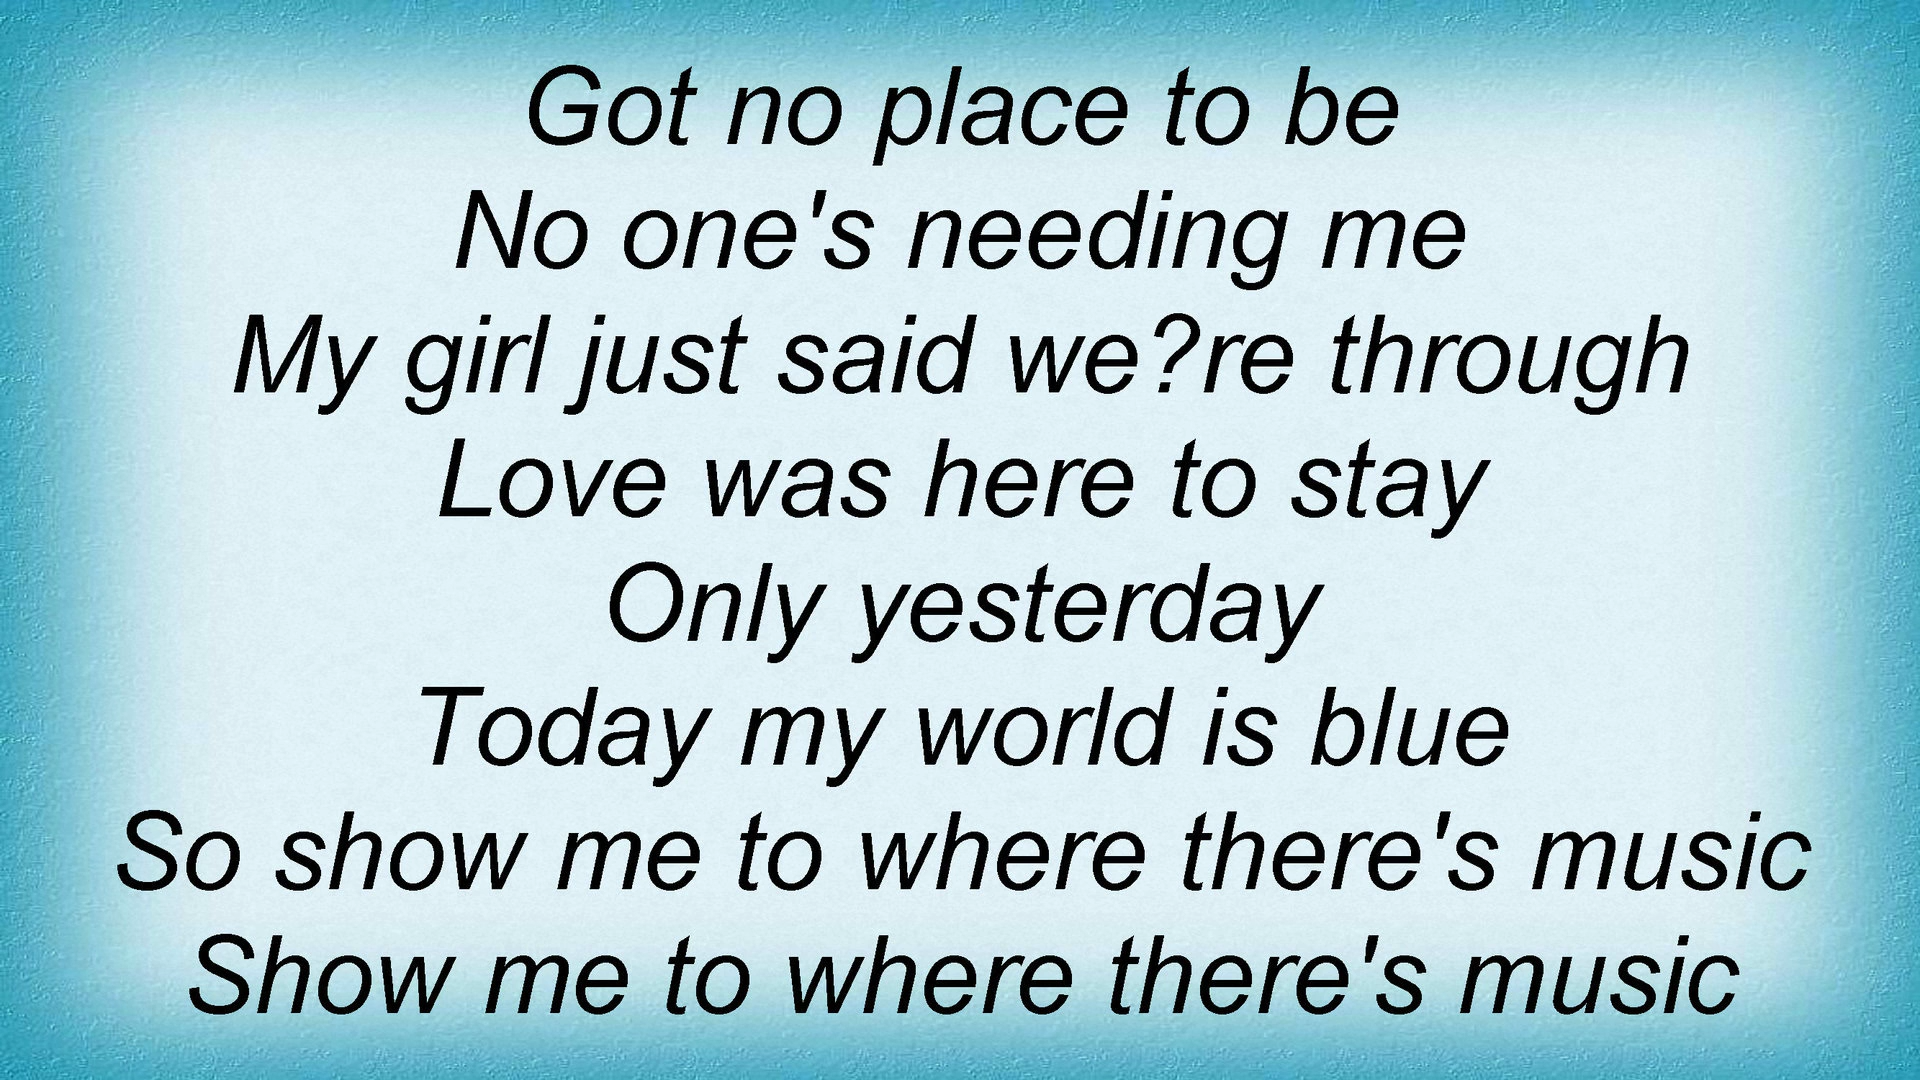 Got no place to be
No one's needing me
My girl just said we?re through
Love was here to stay
Only yesterday
Today my world is blue
So show me to where there's music
Show me to where there's music